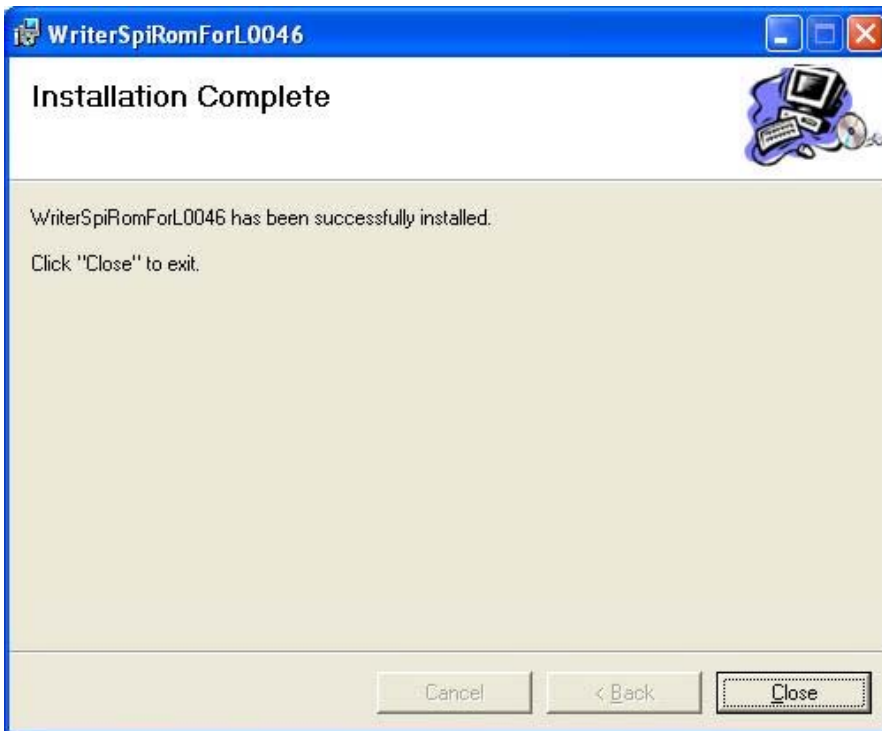 WriterSpiRomForL0046
Installation Complete
WriterSpiRomForL0046 has been successfully installed.
Click "Close" to exit.
Cancel
< Back
Close